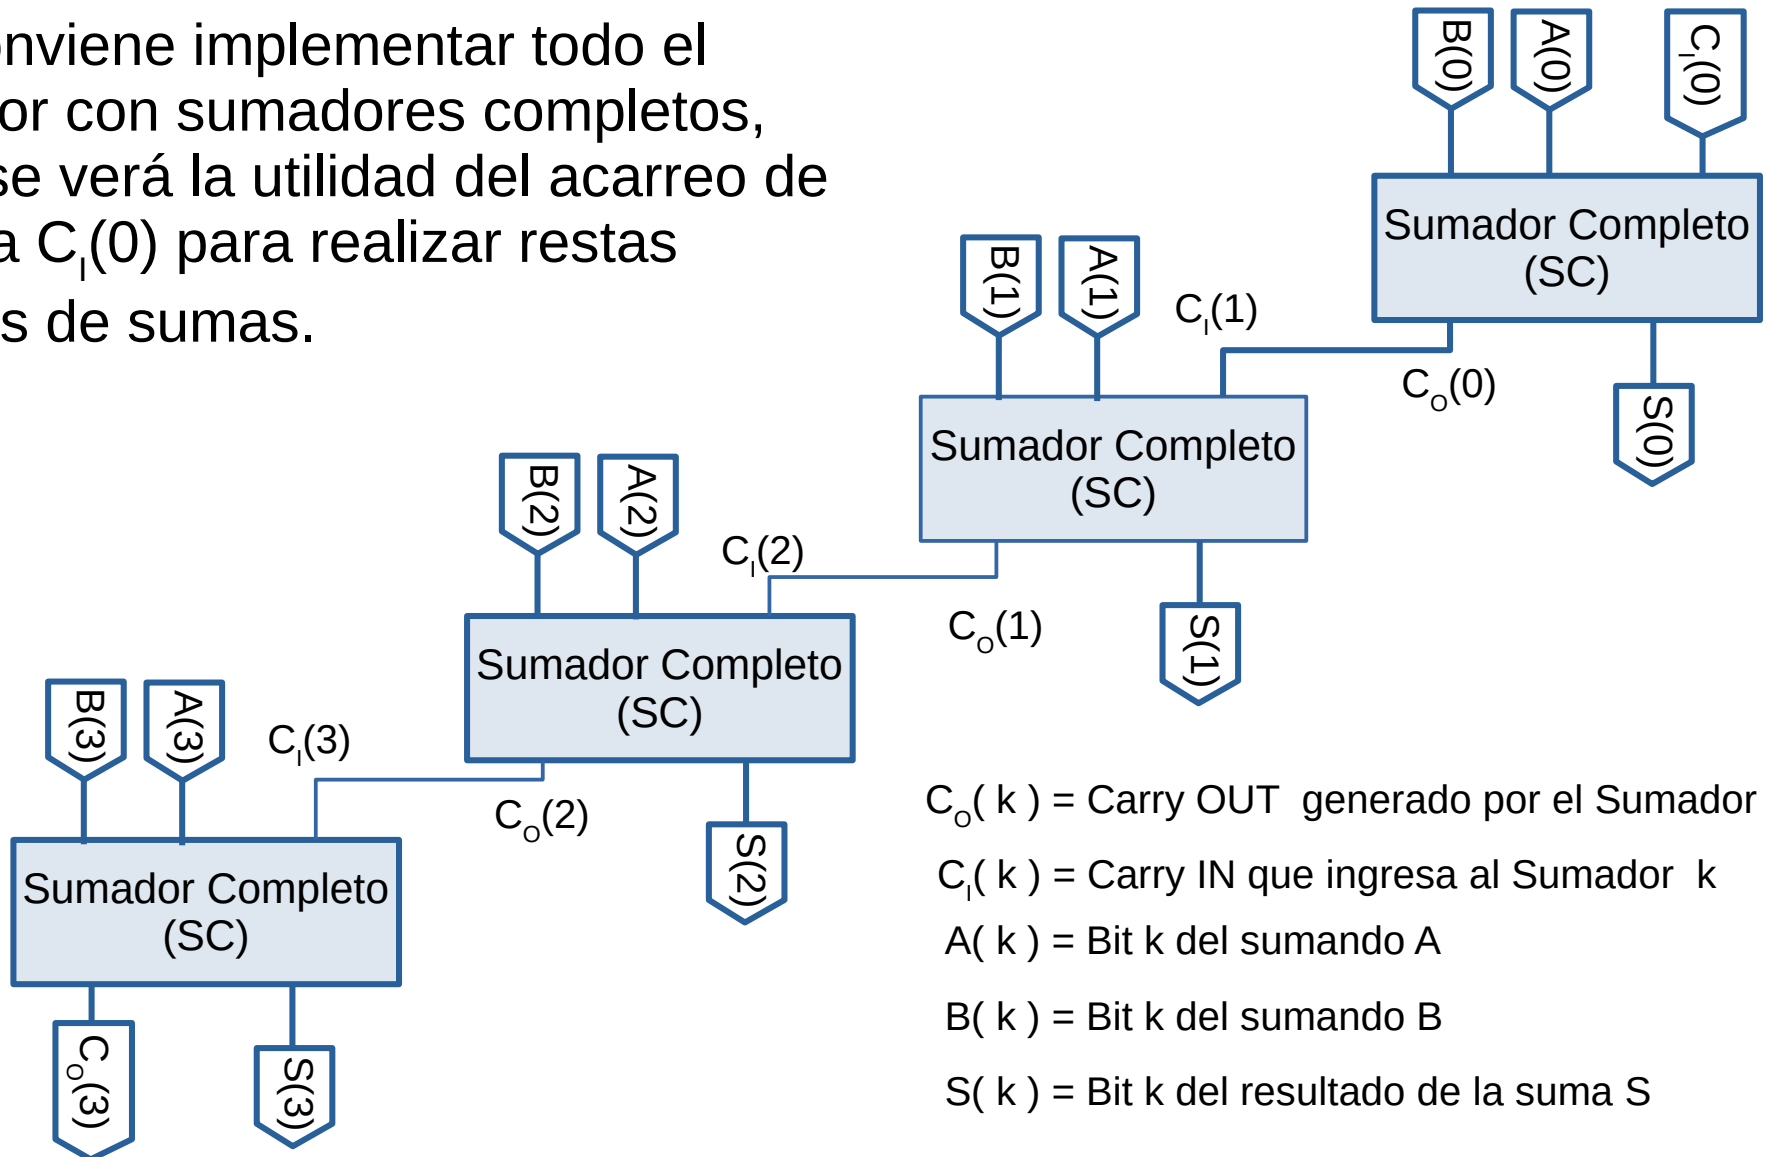 nviene implementar todo el
or con sumadores completos,
se verá la utilidad del acarreo de
a C_I(0) para realizar restas
s de sumas.
B(0)
A(0)
C_I(0)
Sumador Completo
(SC)
B(1)
A(1)
C_I(1)
C_O(0)
S(0)
Sumador Completo
(SC)
B(2)
A(2)
C_I(2)
C_O(1)
S(1)
Sumador Completo
(SC)
B(3)
A(3)
C_I(3)
C_O(2)
S(2)
Sumador Completo
(SC)
C_O(3)
S(3)
C_O( k ) = Carry OUT generado por el Sumador
C_I( k ) = Carry IN que ingresa al Sumador k
A( k ) = Bit k del sumando A
B( k ) = Bit k del sumando B
S( k ) = Bit k del resultado de la suma S